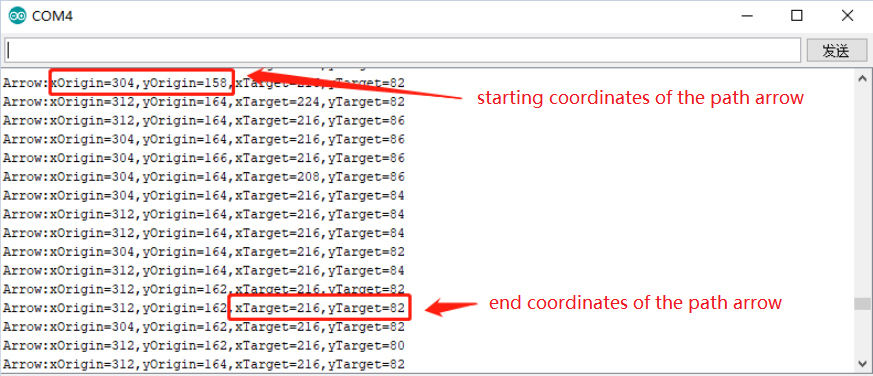 COM4
发送
Arrow:xOrigin=304,yOrigin=158,xTarget=216,yTarget=82
Arrow:xOrigin=312,yOrigin=164,xTarget=224,yTarget=82
Arrow:xOrigin=312,yOrigin=164,xTarget=216,yTarget=86
Arrow:xOrigin=304,yOrigin=164,xTarget=216,yTarget=86
Arrow:xOrigin=304,yOrigin=166,xTarget=216,yTarget=86
Arrow:xOrigin=304,yOrigin=164,xTarget=208,yTarget=86
Arrow:xOrigin=304,yOrigin=164,xTarget=216,yTarget=84
Arrow:xOrigin=312,yOrigin=164,xTarget=216,yTarget=84
Arrow:xOrigin=312,yOrigin=164,xTarget=216,yTarget=84
Arrow:xOrigin=304,yOrigin=164,xTarget=216,yTarget=82
Arrow:xOrigin=312,yOrigin=164,xTarget=216,yTarget=84
Arrow:xOrigin=312,yOrigin=162,xTarget=216,yTarget=82
Arrow:xOrigin=312,yOrigin=162,xTarget=216,yTarget=82
Arrow:xOrigin=304,yOrigin=162,xTarget=216,yTarget=82
Arrow:xOrigin=312,yOrigin=162,xTarget=216,yTarget=80
Arrow:xOrigin=312,yOrigin=164,xTarget=216,yTarget=82
starting coordinates of the path arrow
end coordinates of the path arrow